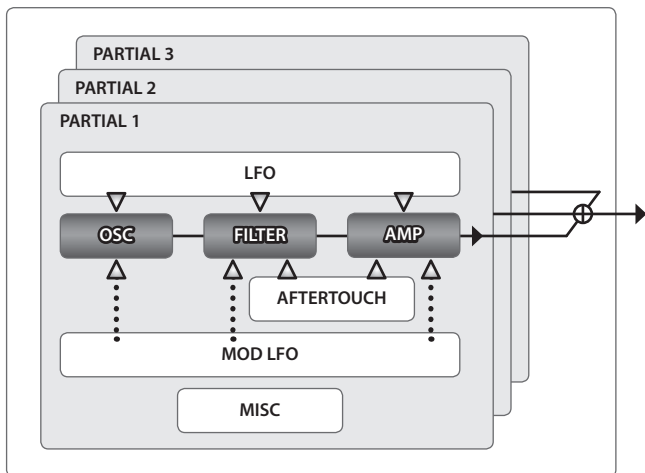 PARTIAL 3
PARTIAL 2
PARTIAL 1
LFO
OSC
FILTER
AMP
AFTERTOUCH
MOD LFO
MISC